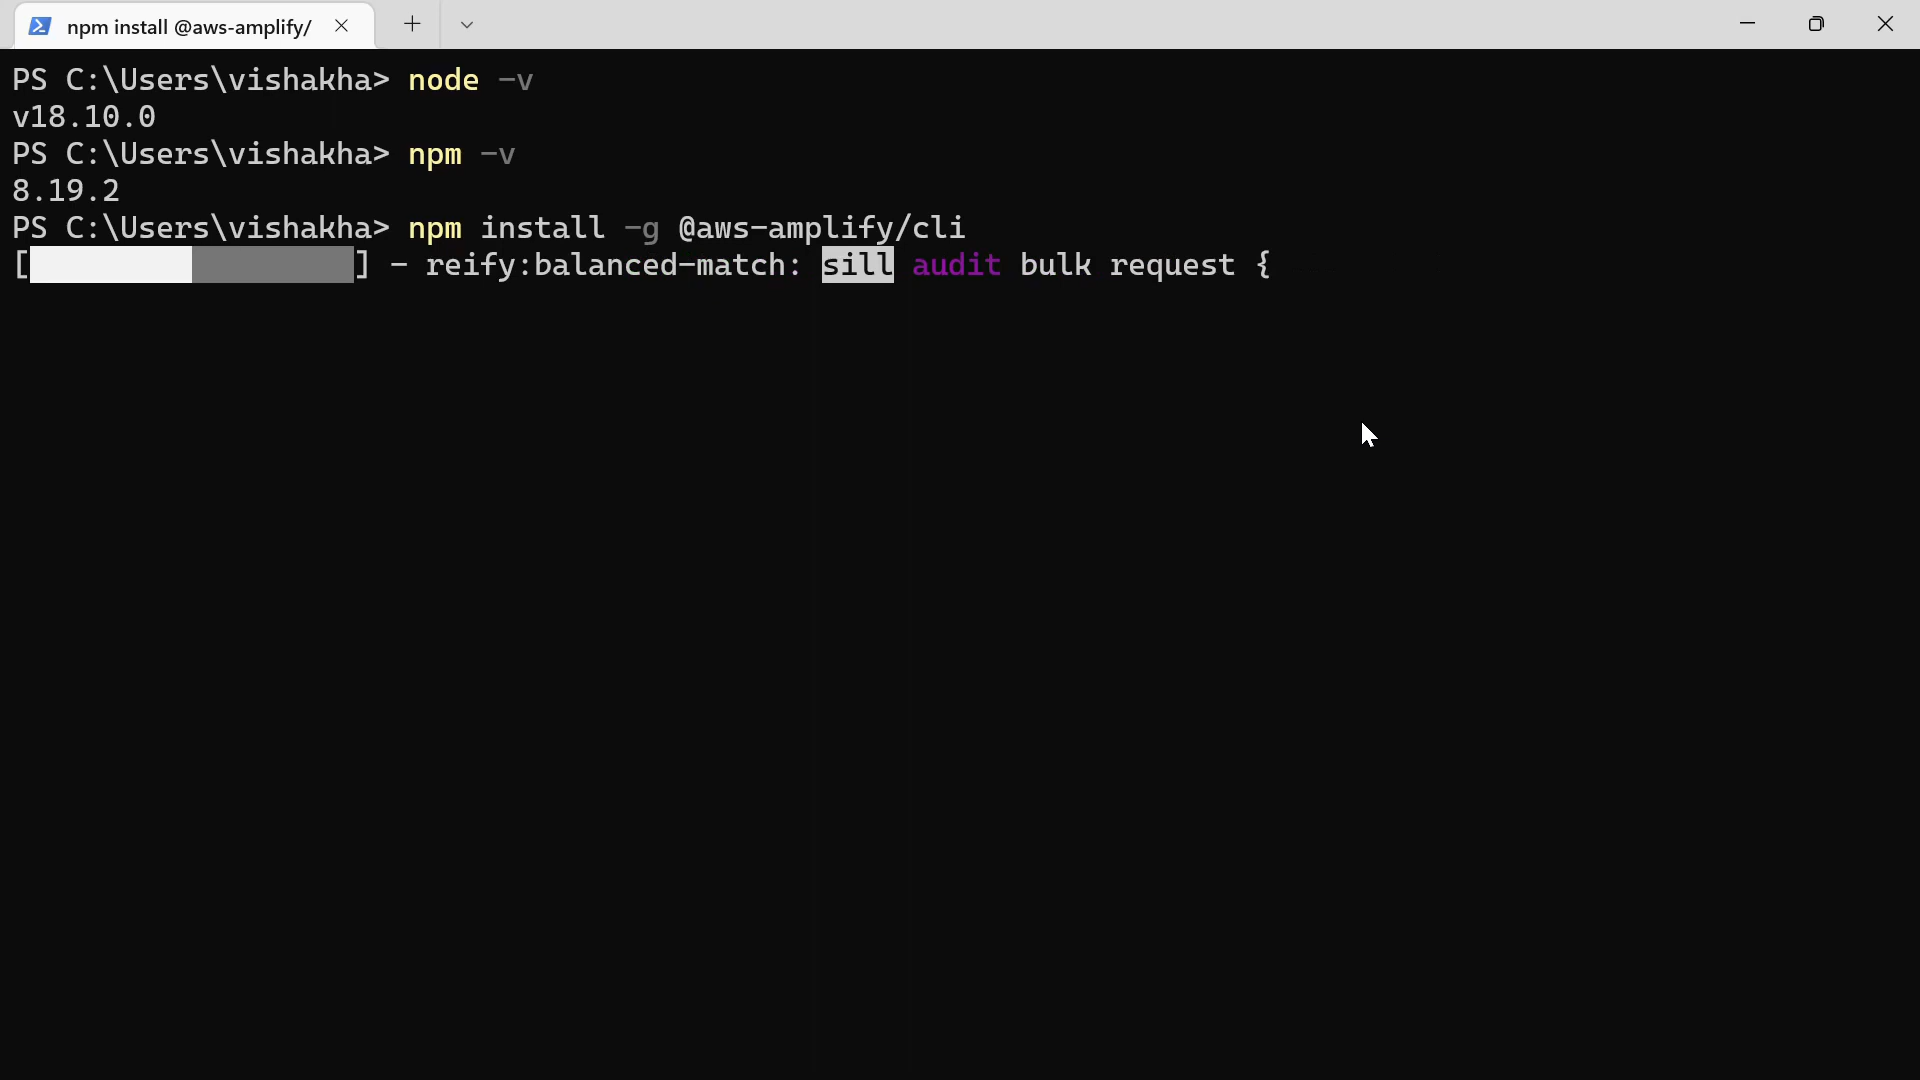 npm install @aws-amplify/
PS C:\Users\vishakha> node -v
v18.10.0
PS C:\Users\vishakha> npm -v
8.19.2
PS C:\Users\vishakha> npm install -g @aws-amplify/cli
[                  ] - reify:balanced-match: sill audit bulk request {